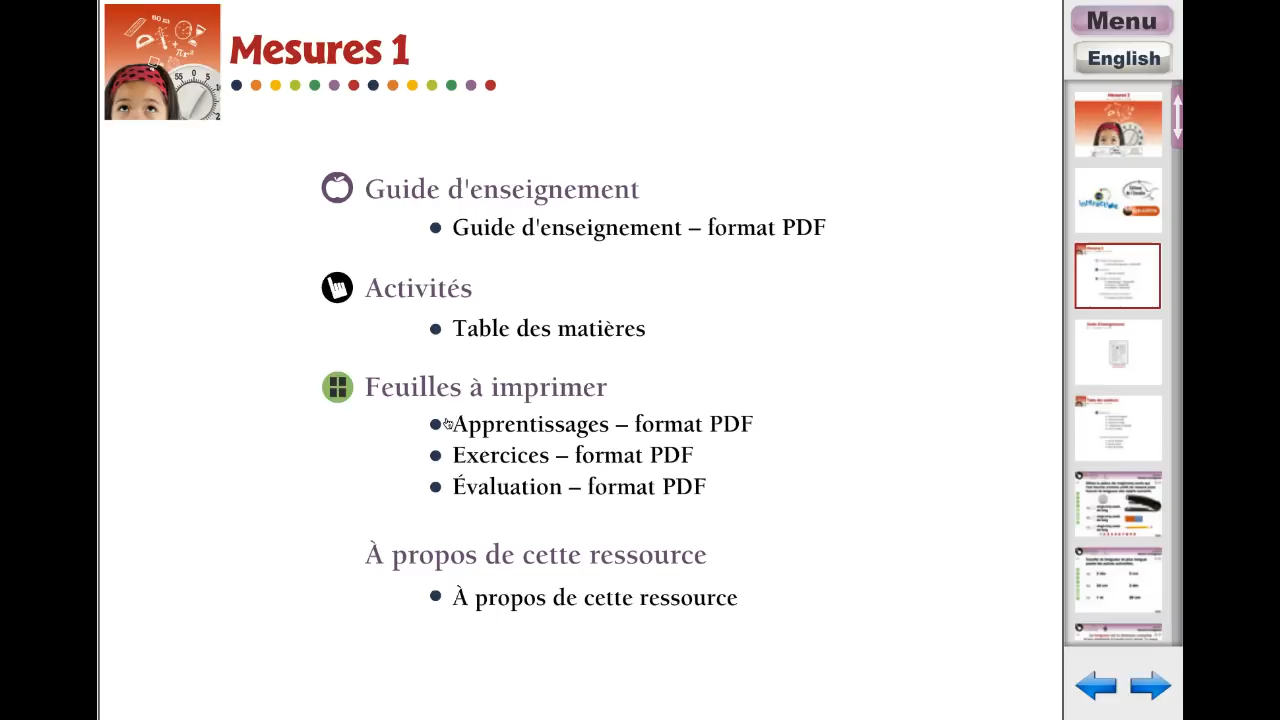 Mesures 1
Guide d'enseignement
Guide d'enseignement – format PDF
Activités
Table des matières
Feuilles à imprimer
Apprentissages – format PDF
Exercices – format PDF
Évaluation – format PDF
À propos de cette ressource
À propos de cette ressource
Menu
English